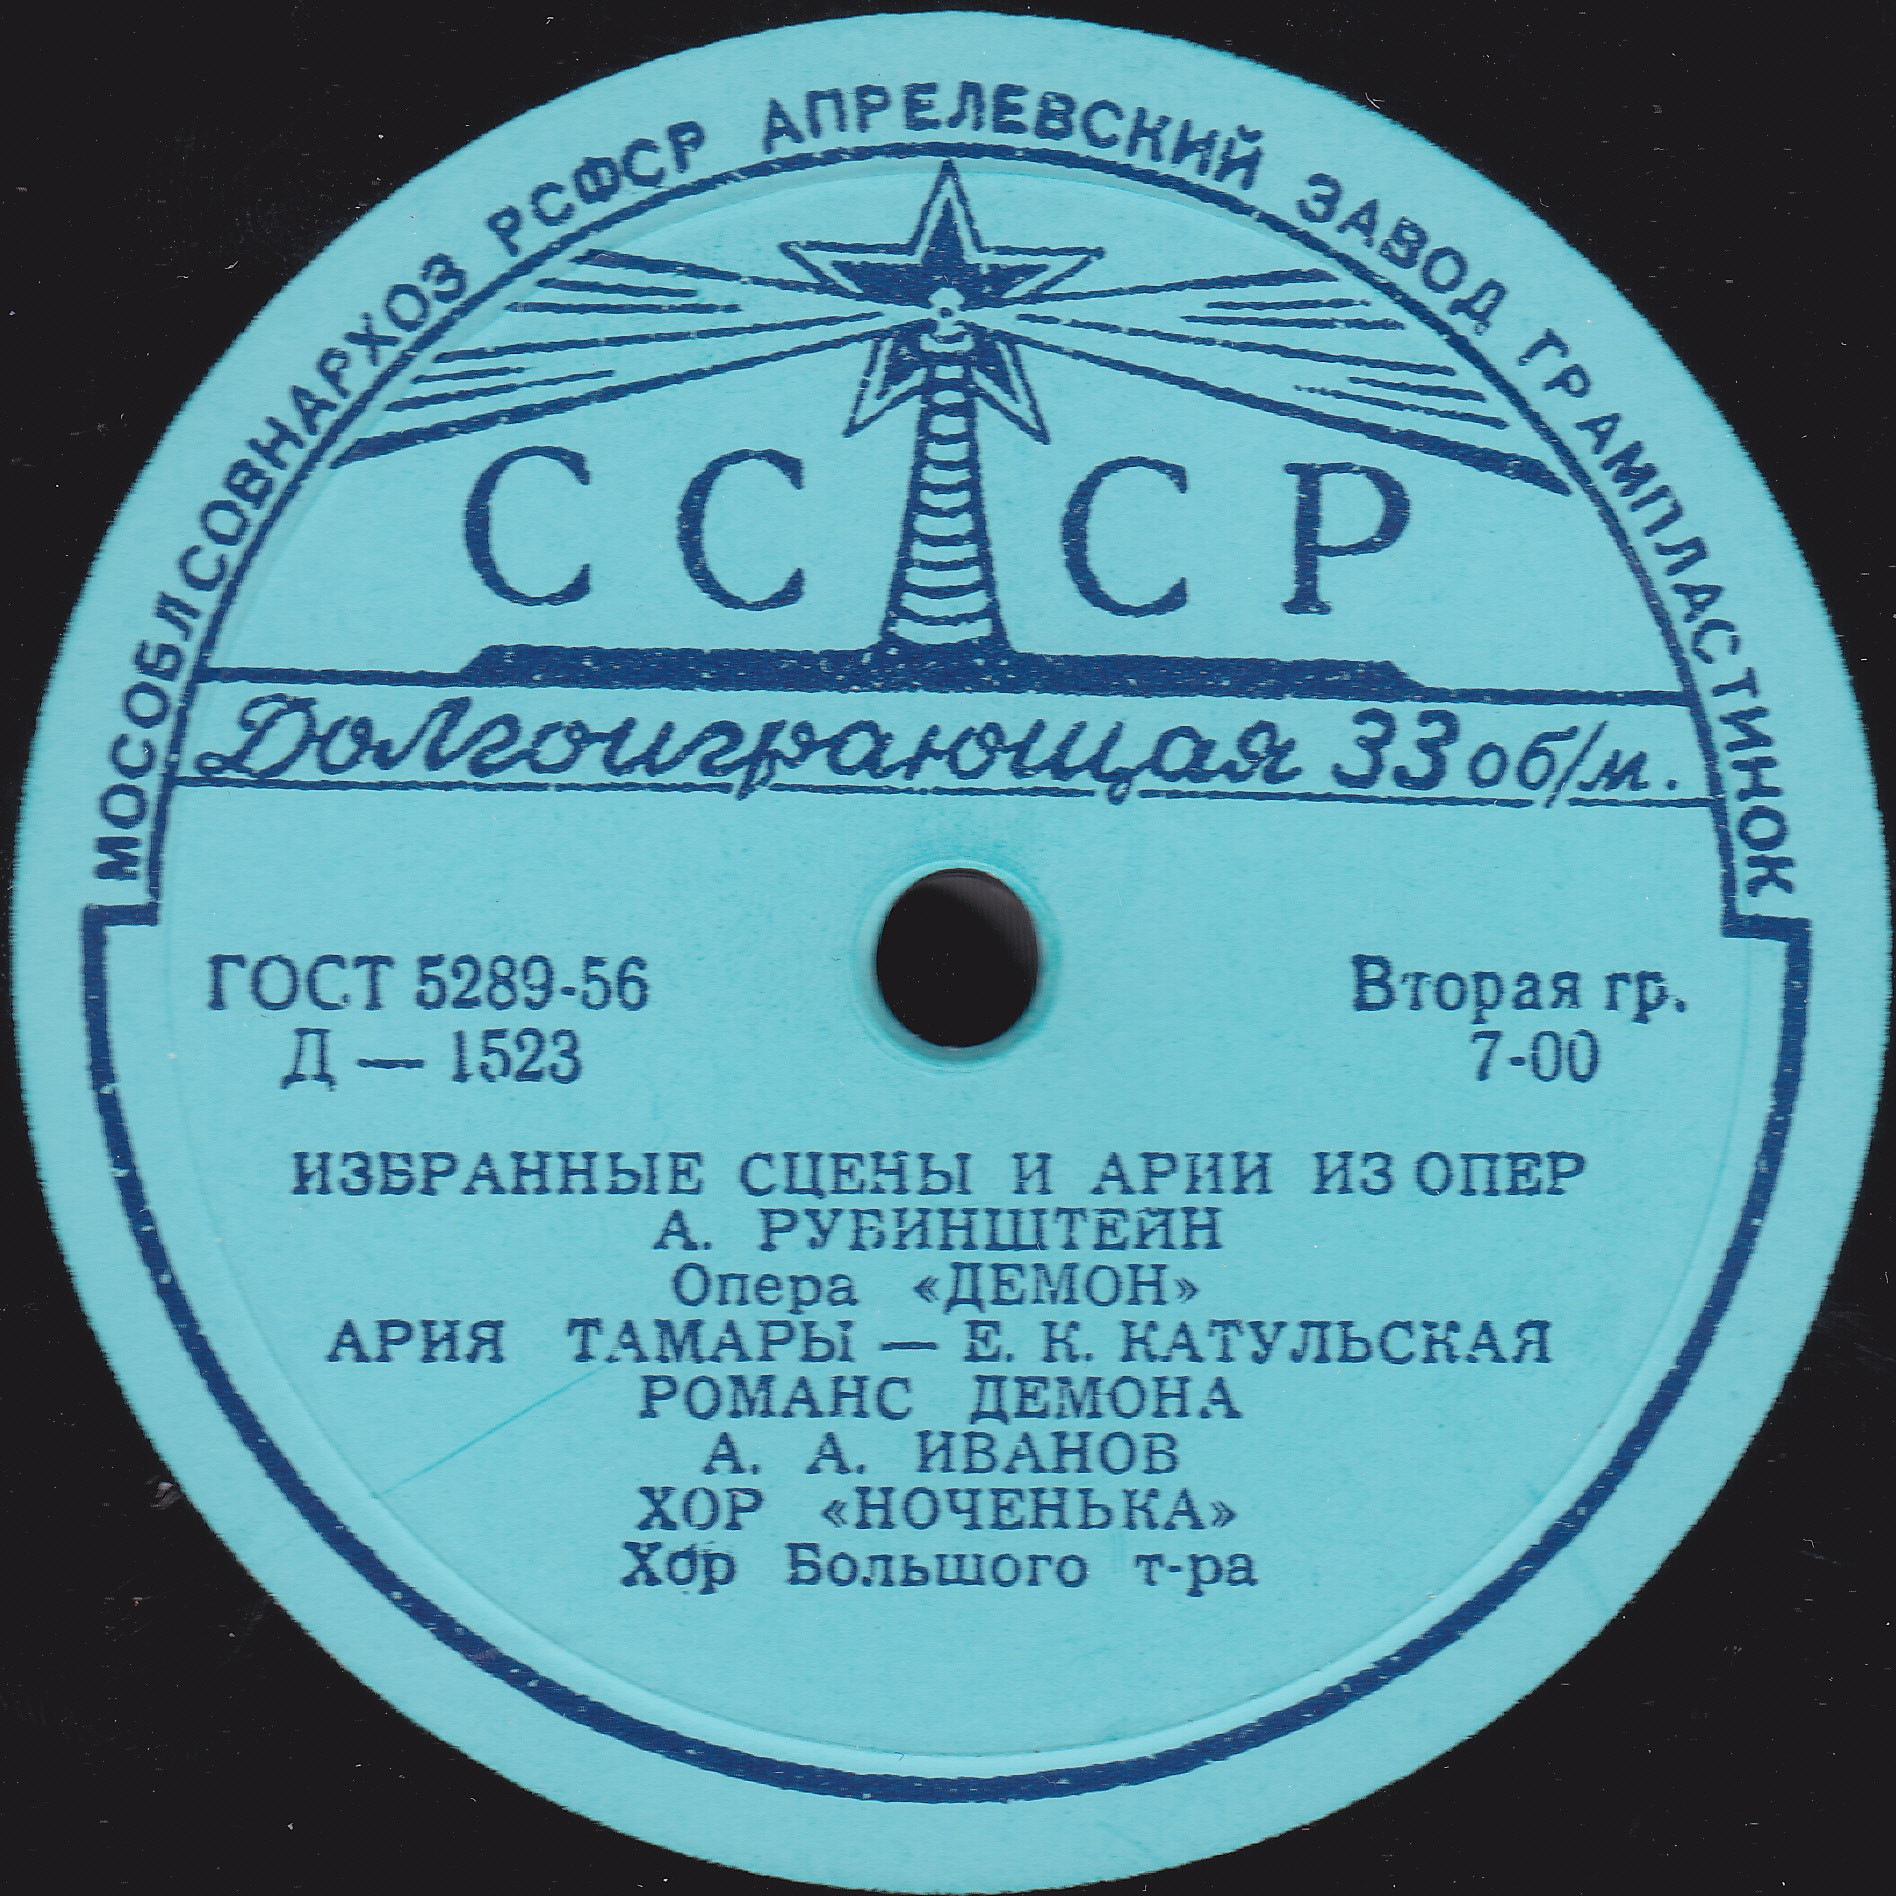 МОСОБЛСОВНАРХОЗ РСФСР АПРЕЛЕВСКИЙ ЗАВОД ГРАМПЛАСТИНОК
СССР
Долгоиграющая 33 об/м.
ГОСТ 5289-56
Д — 1523
Вторая гр.
7-00
ИЗБРАННЫЕ СЦЕНЫ И АРИИ ИЗ ОПЕР
А. РУБИНШТЕЙН
Опера «ДЕМОН»
АРИЯ ТАМАРЫ — Е. К. КАТУЛЬСКАЯ
РОМАНС ДЕМОНА
А. А. ИВАНОВ
ХОР «НОЧЕНЬКА»
Хор Большого т-ра